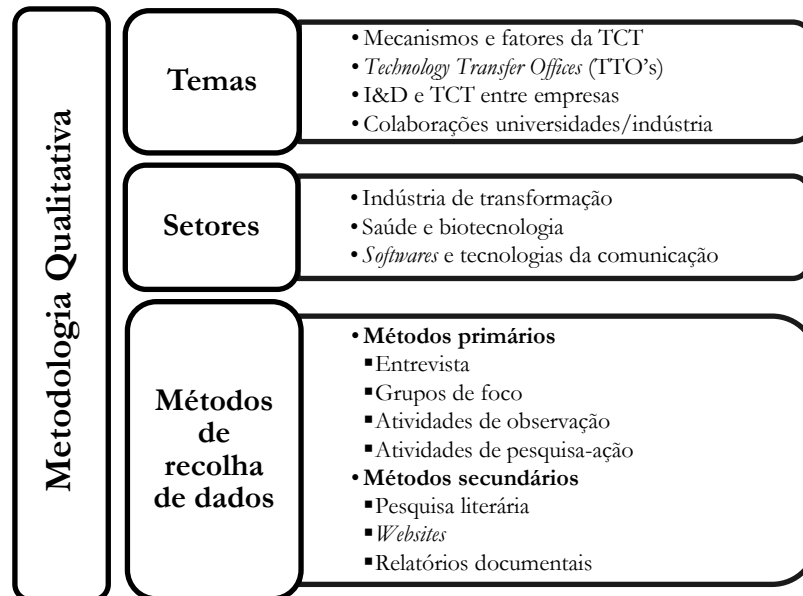 Metodologia Qualitativa
Temas
• Mecanismos e fatores da TCT
• Technology Transfer Offices (TTO’s)
• I&D e TCT entre empresas
• Colaborações universidades/indústria
Setores
• Indústria de transformação
• Saúde e biotecnologia
• Softwares e tecnologias da comunicação
Métodos
de
recolha
de dados
• Métodos primários
▪ Entrevista
▪ Grupos de foco
▪ Atividades de observação
▪ Atividades de pesquisa-ação
• Métodos secundários
▪ Pesquisa literária
▪ Websites
▪ Relatórios documentais